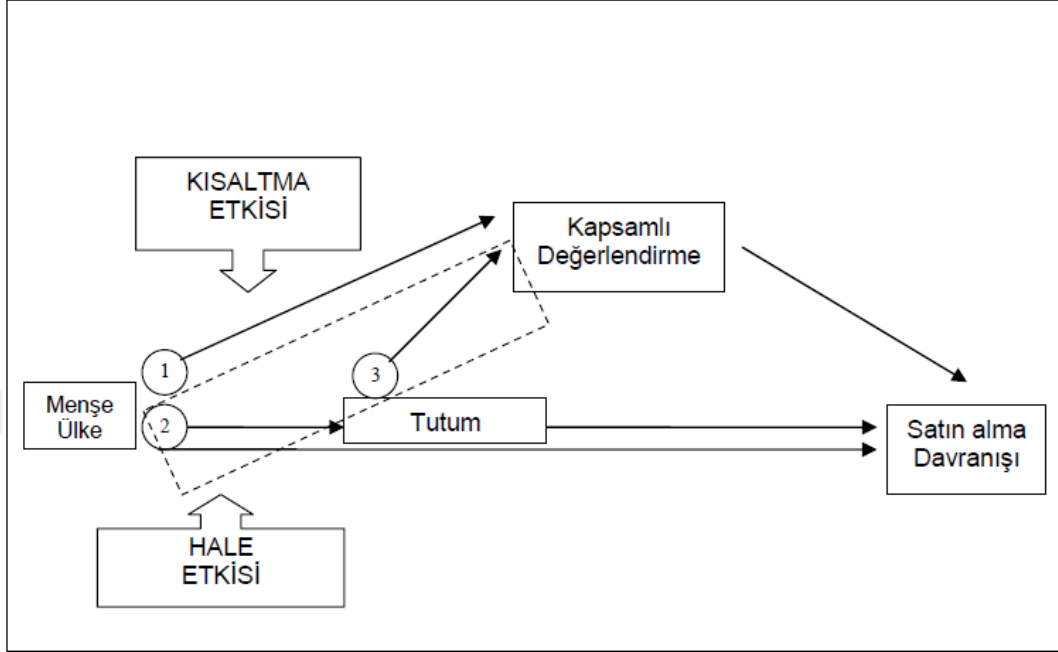 KISALTMA
ETKİSİ
Kapsamlı
Değerlendirme
1
3
Menşe
Ülke
2
Tutum
Satın alma
Davranışı
HALE
ETKİSİ